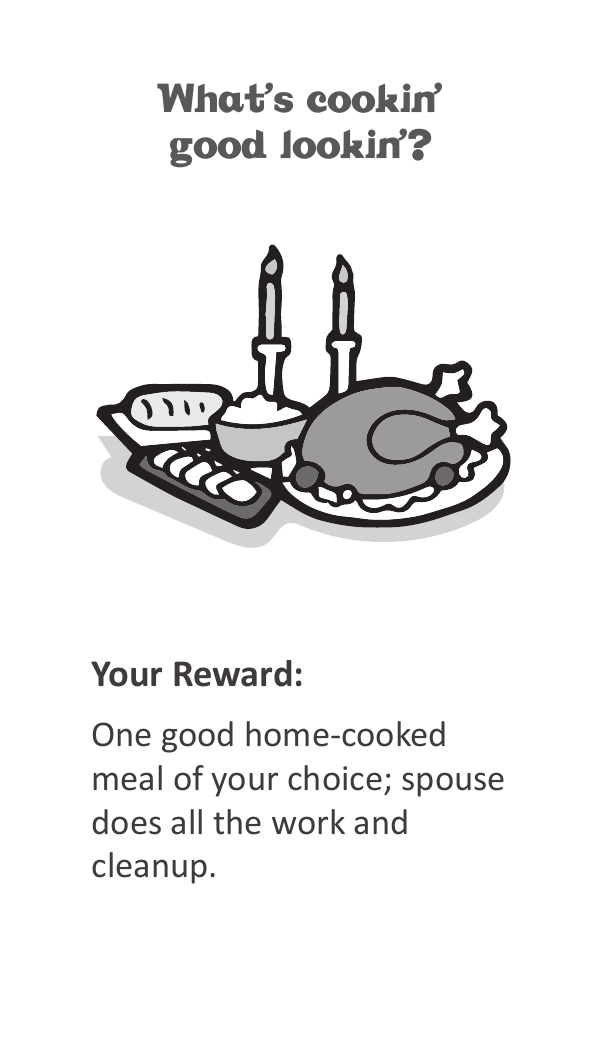 What's cookin'
good lookin'?
Your Reward:
One good home-cooked
meal of your choice; spouse
does all the work and
cleanup.